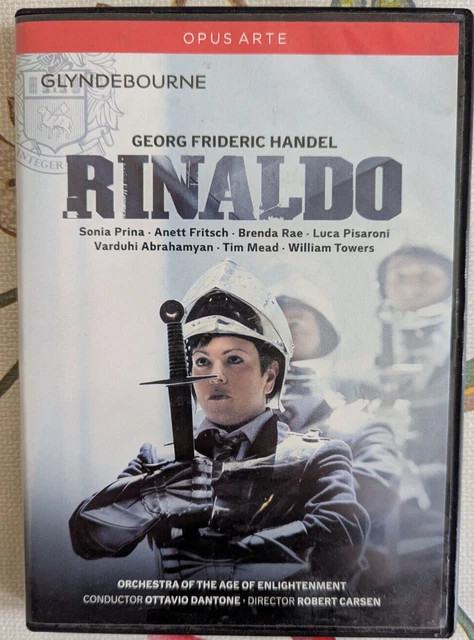 OPUS ARTE
GLYNDEBOURNE
INTEGER
GEORG FRIDERIC HANDEL
RINALDO
Sonia Prina · Anett Fritsch · Brenda Rae · Luca Pisaroni
Varduhi Abrahamyan · Tim Mead · William Towers
ORCHESTRA OF THE AGE OF ENLIGHTENMENT
CONDUCTOR OTTAVIO DANTONE · DIRECTOR ROBERT CARSEN